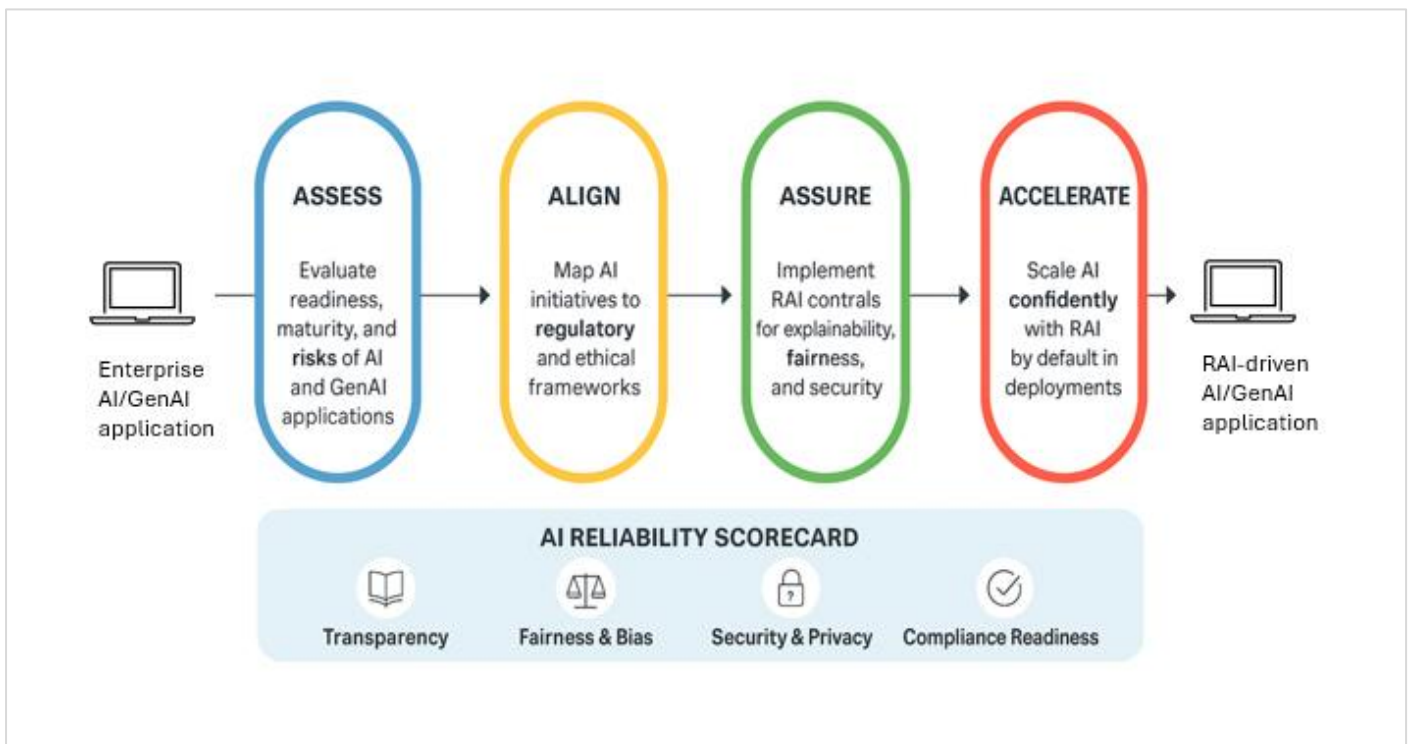 Enterprise
AI/GenAI
application
ASSESS
Evaluate
readiness,
maturity, and
risks of AI
and GenAI
applications
ALIGN
Map AI
initiatives to
regulatory
and ethical
frameworks
ASSURE
Implement
RAI contrals
for explainability,
fairness,
and security
ACCELERATE
Scale AI
confidently
with RAI
by default in
deployments
RAI-driven
AI/GenAI
application
AI RELIABILITY SCORECARD
Transparency
Fairness & Bias
?
Security & Privacy
Compliance Readiness